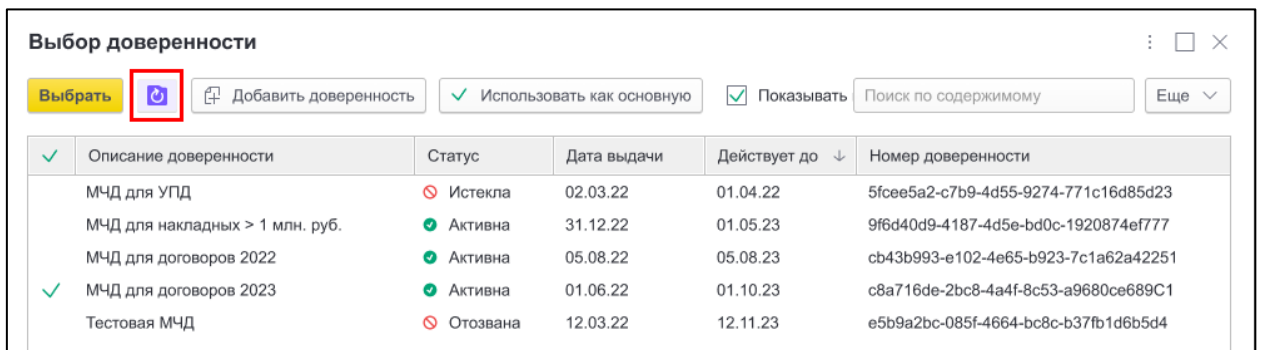 Выбор доверенности
Выбрать Добавить доверенность Использовать как основную Показывать Поиск по содержимому Еще
Описание доверенности Статус Дата выдачи Действует до Номер доверенности
МЧД для УПД Истекла 02.03.22 01.04.22 5fcee5a2-c7b9-4d55-9274-771c16d85d23
МЧД для накладных > 1 млн. руб. Активна 31.12.22 01.05.23 9f6d40d9-4187-4d5e-bd0c-1920874ef777
МЧД для договоров 2022 Активна 05.08.22 05.08.23 cb43b993-e102-4e65-b923-7c1a62a42251
МЧД для договоров 2023 Активна 01.06.22 01.10.23 c8a716de-2bc8-4a4f-8c53-a9680ce689C1
Тестовая МЧД Отозвана 12.03.22 12.11.23 e5b9a2bc-085f-4664-bc8c-b37fb1d6b5d4